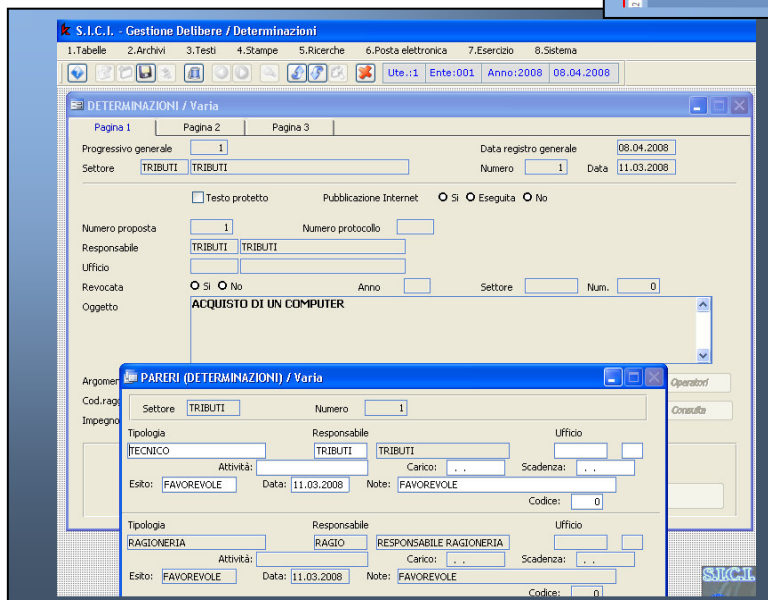 S.I.C.I. - Gestione Delibere / Determinazioni
1.Tabelle 2.Archivi 3.Testi 4.Stampe 5.Ricerche 6.Posta elettronica 7.Esercizio 8.Sistema
Ute.:1 Ente:001 Anno:2008 08.04.2008
DETERMINAZIONI / Varia
Pagina 1 Pagina 2 Pagina 3
Progressivo generale 1 Data registro generale 08.04.2008
Settore TRIBUTI TRIBUTI Numero 1 Data 11.03.2008
Testo protetto Pubblicazione Internet Si Eseguita No
Numero proposta 1 Numero protocollo
Responsabile TRIBUTI TRIBUTI
Ufficio
Revocata Si No Anno Settore Num. 0
Oggetto ACQUISTO DI UN COMPUTER
Argomen Operatori
Cod.ragg Consulta
Impegno
PARERI (DETERMINAZIONI) / Varia
Settore TRIBUTI Numero 1
Tipologia Responsabile Ufficio
TECNICO TRIBUTI TRIBUTI
Attività: Carico: . . Scadenza: . .
Esito: FAVOREVOLE Data: 11.03.2008 Note: FAVOREVOLE
Codice: 0
Tipologia Responsabile Ufficio
RAGIONERIA RAGIO RESPONSABILE RAGIONERIA
Attività: Carico: . . Scadenza: . .
Esito: FAVOREVOLE Data: 11.03.2008 Note: FAVOREVOLE
Codice: 0
S.I.C.I.